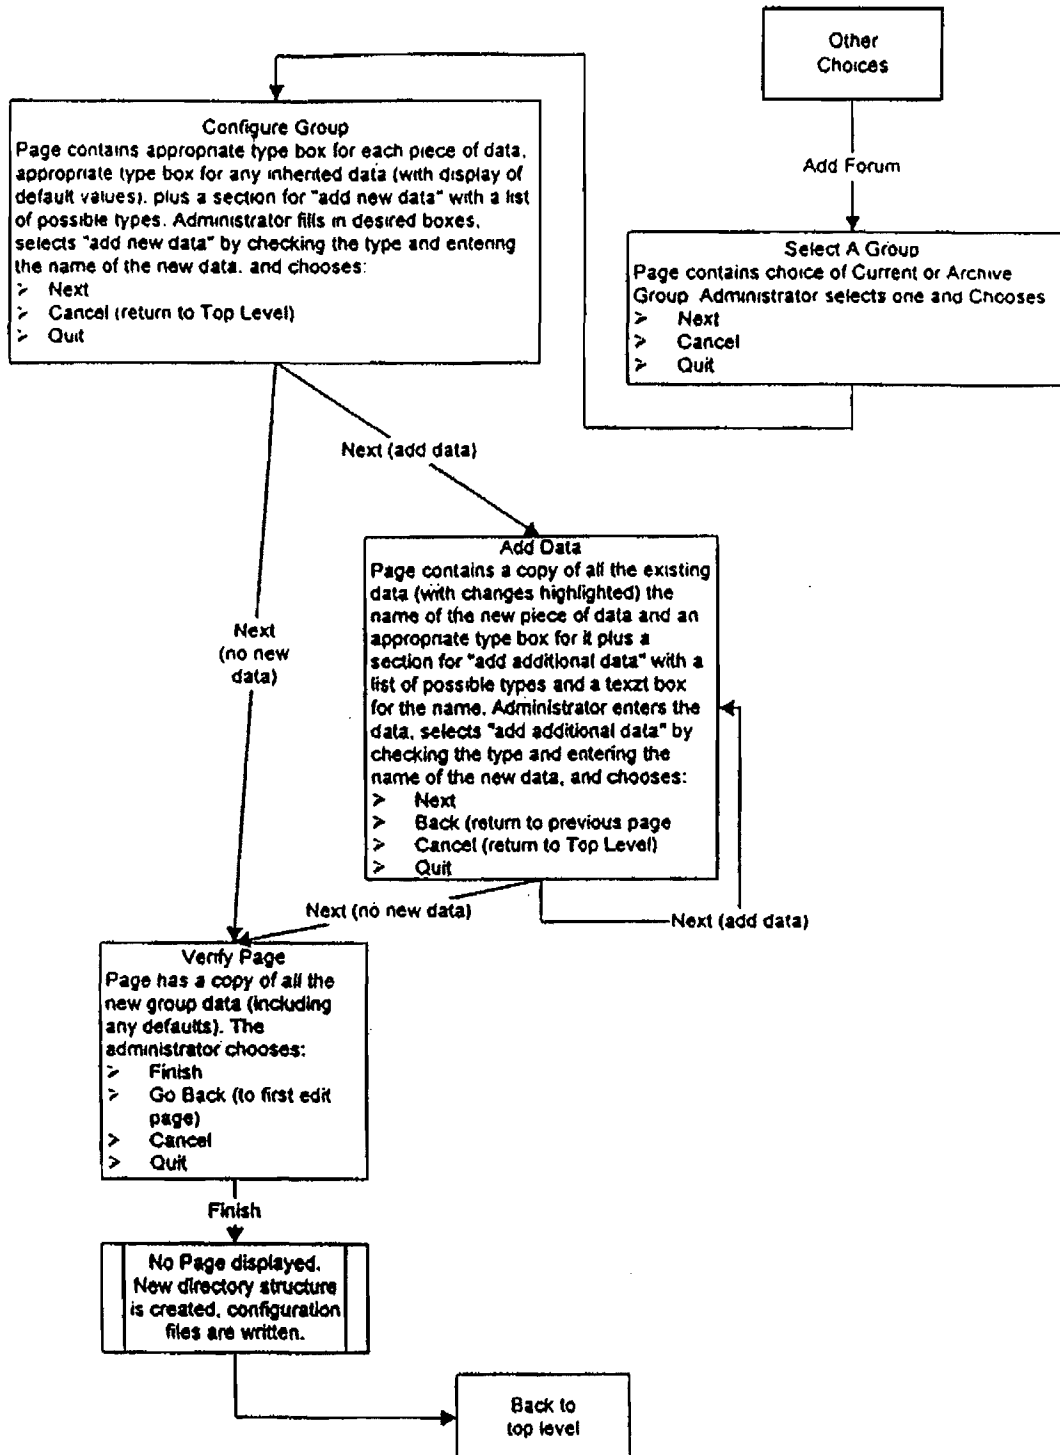 Other
Choices
Add Forum
Select A Group
Page contains choice of Current or Archive
Group. Administrator selects one and Chooses
> Next
> Cancel
> Quit
Configure Group
Page contains appropriate type box for each piece of data,
appropriate type box for any inherited data (with display of
default values), plus a section for "add new data" with a list
of possible types. Administrator fills in desired boxes,
selects "add new data" by checking the type and entering
the name of the new data, and chooses:
> Next
> Cancel (return to Top Level)
> Quit
Next (add data)
Next
(no new
data)
Add Data
Page contains a copy of all the existing
data (with changes highlighted) the
name of the new piece of data and an
appropriate type box for it plus a
section for "add additional data" with a
list of possible types and a texzt box
for the name. Administrator enters the
data, selects "add additional data" by
checking the type and entering the
name of the new data, and chooses:
> Next
> Back (return to previous page
> Cancel (return to Top Level)
> Quit
Next (no new data)
Next (add data)
Verify Page
Page has a copy of all the
new group data (including
any defaults). The
administrator chooses:
> Finish
> Go Back (to first edit
page)
> Cancel
> Quit
Finish
No Page displayed.
New directory structure
is created, configuration
files are written.
Back to
top level